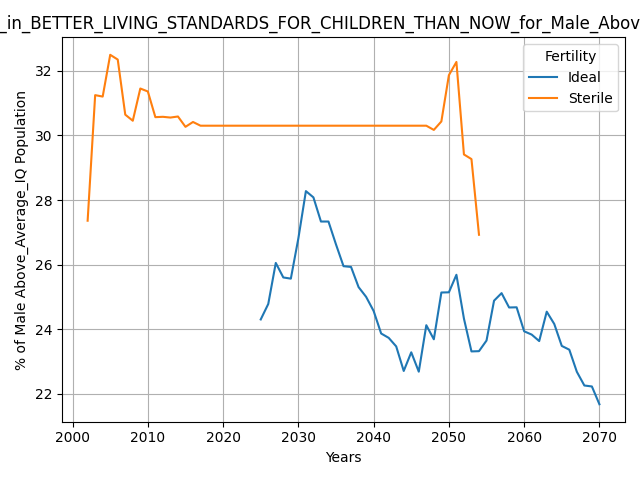 _in_BETTER_LIVING_STANDARDS_FOR_CHILDREN_THAN_NOW_for_Male_Abov
Fertility
Ideal
Sterile
% of Male Above_Average_IQ Population
32
30
28
26
24
22
2000 2010 2020 2030 2040 2050 2060 2070
Years